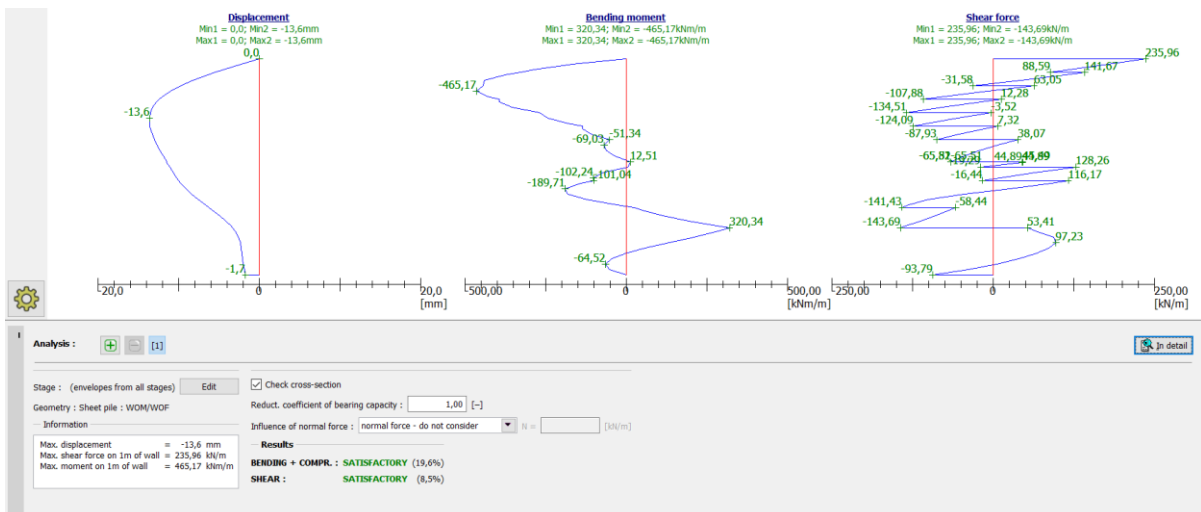 Displacement
Min1 = 0,0; Min2 = -13,6mm
Max1 = 0,0; Max2 = -13,6mm
0,0
-13,6
-1,7
-20,0
0
20,0
[mm]
Bending moment
Min1 = 320,34; Min2 = -465,17kNm/m
Max1 = 320,34; Max2 = -465,17kNm/m
-465,17
-51,34
-69,03
12,51
-102,24
-101,04
-189,71
320,34
-64,52
-500,00
0
500,00
[kNm/m]
Shear force
Min1 = 235,96; Min2 = -143,69kN/m
Max1 = 235,96; Max2 = -143,69kN/m
235,96
88,59
141,67
-31,58
63,05
-107,88
12,28
-134,51
-3,52
-124,09
7,32
-87,93
38,07
128,26
-16,44
116,17
-141,43
-58,44
-143,69
53,41
97,23
-93,79
-250,00
0
250,00
[kN/m]
Analysis :
[1]
In detail
Stage : (envelopes from all stages)
Edit
Geometry : Sheet pile : WOM/WOF
Information
Max. displacement = -13,6 mm
Max. shear force on 1m of wall = 235,96 kN/m
Max. moment on 1m of wall = 465,17 kNm/m
Check cross-section
Reduct. coefficient of bearing capacity : 1,00 [–]
Influence of normal force : normal force - do not consider N = [kN/m]
Results
BENDING + COMPR. : SATISFACTORY (19,6%)
SHEAR : SATISFACTORY (8,5%)